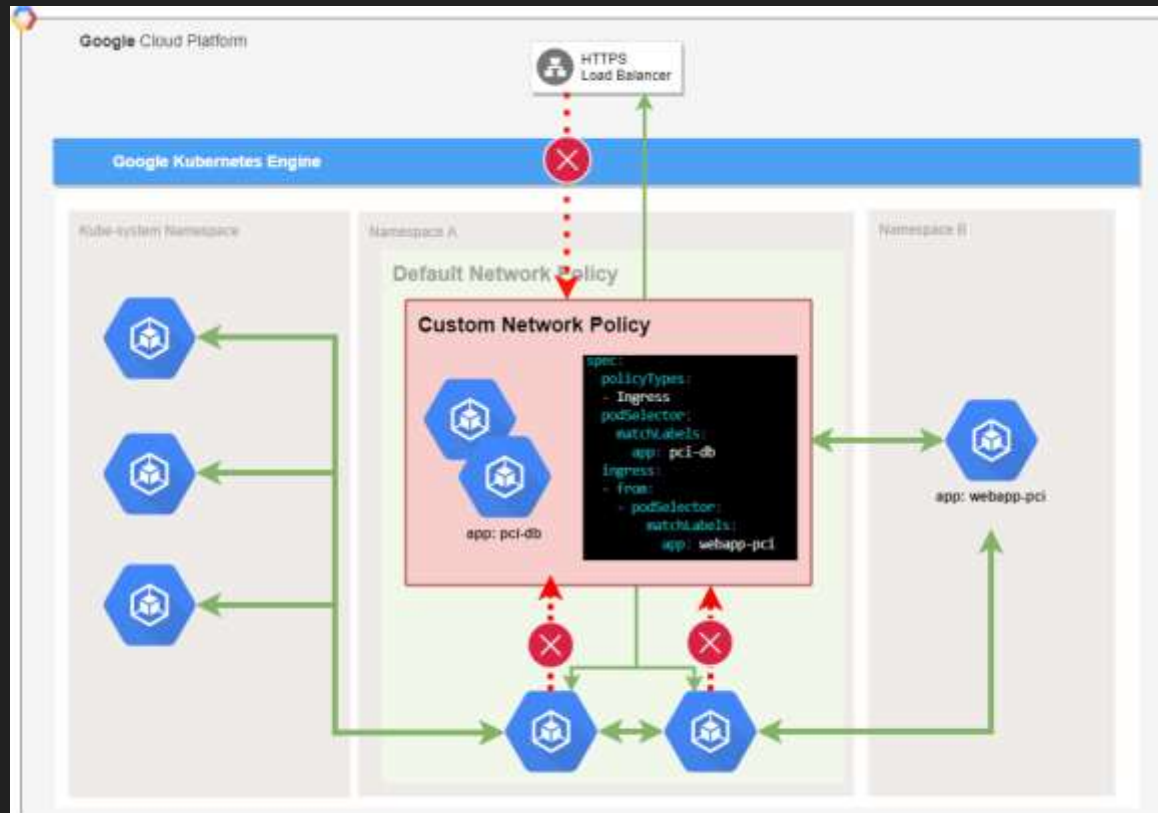 Google Cloud Platform
HTTPS
Load Balancer
Google Kubernetes Engine
Kube-system Namespace
Namespace A
Namespace B
Default Network Policy
Custom Network Policy
spec:
policyTypes:
- Ingress
podSelector:
matchLabels:
app: pci-db
ingress:
- from:
- podSelector:
matchLabels:
app: webapp-pci
app: pci-db
app: webapp-pci